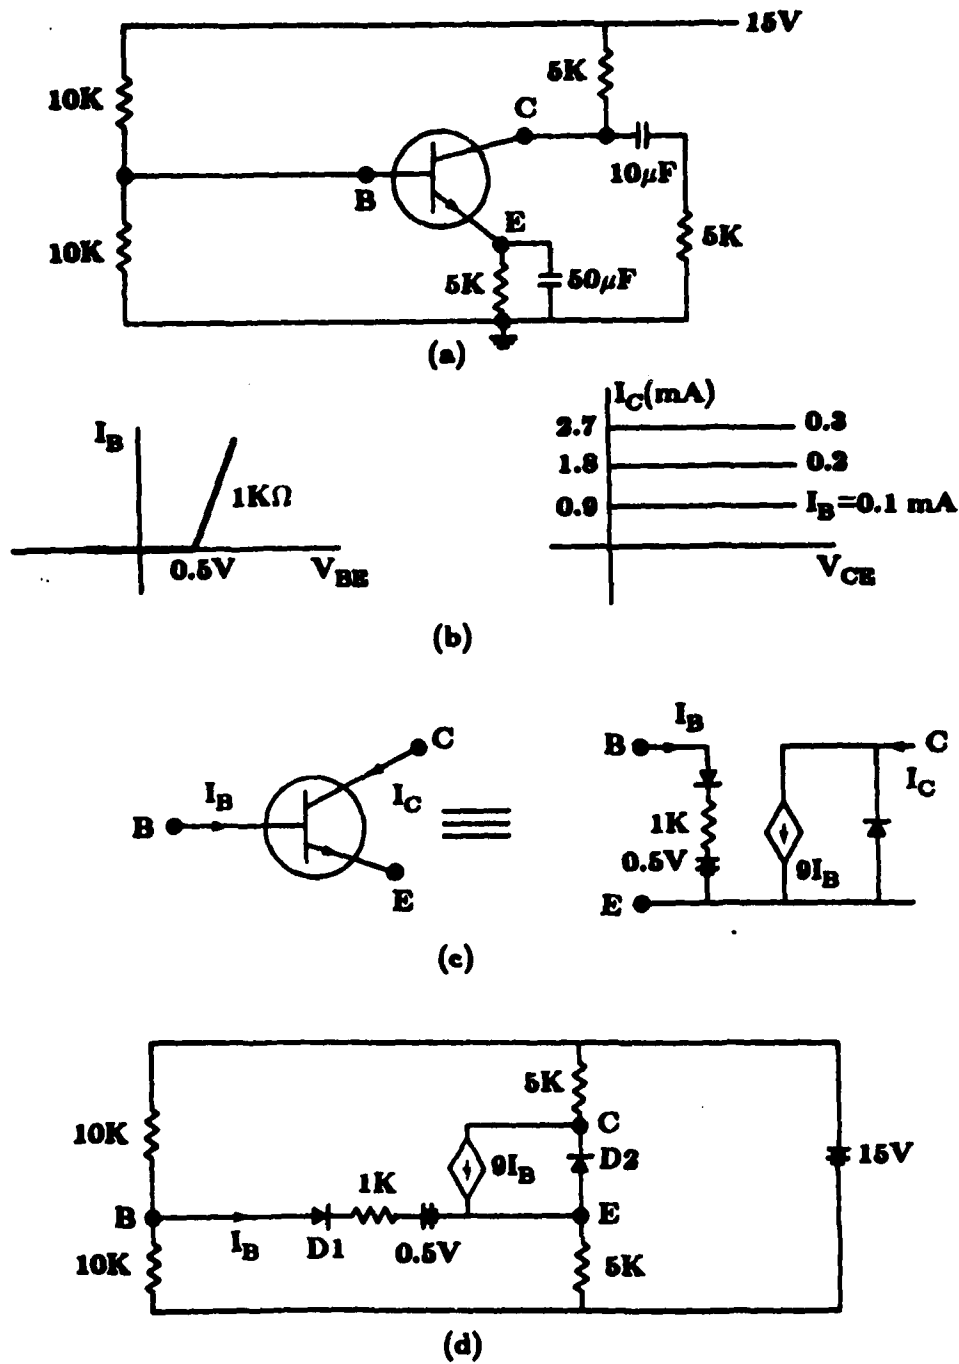 15V
5K
10K
C
10μF
B
E
10K
5K
5K
50μF
(a)
I_B
1KΩ
0.5V
V_BE
I_C(mA)
2.7
0.3
1.8
0.2
0.9
I_B=0.1 mA
V_CE
(b)
C
I_B
I_C
B
E
I_B
B
C
I_C
1K
0.5V
9I_B
E
(c)
5K
C
10K
9I_B
D2
15V
1K
B
E
I_B
D1
0.5V
10K
5K
(d)